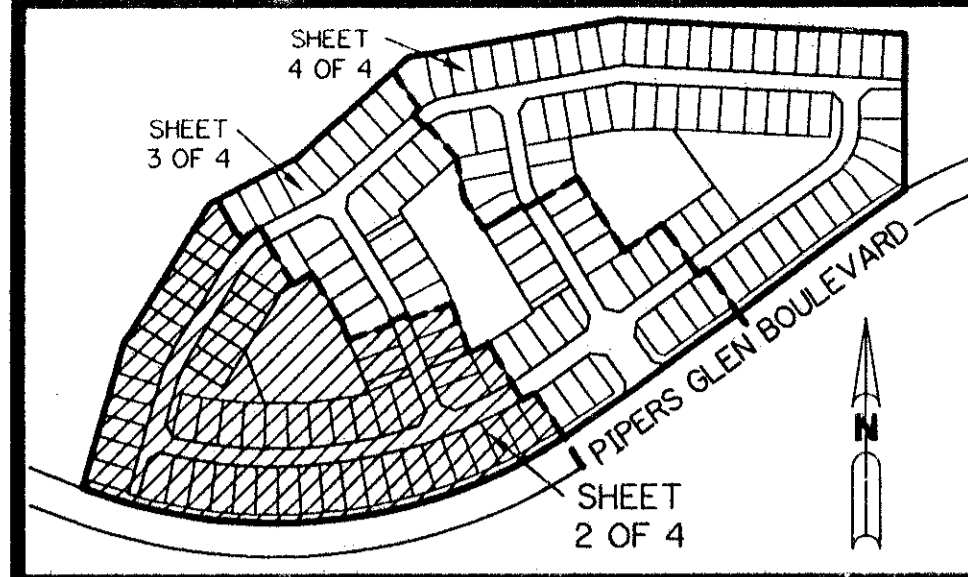 SHEET
4 OF 4
SHEET
3 OF 4
PIPERS GLEN BOULEVARD
N
SHEET
2 OF 4